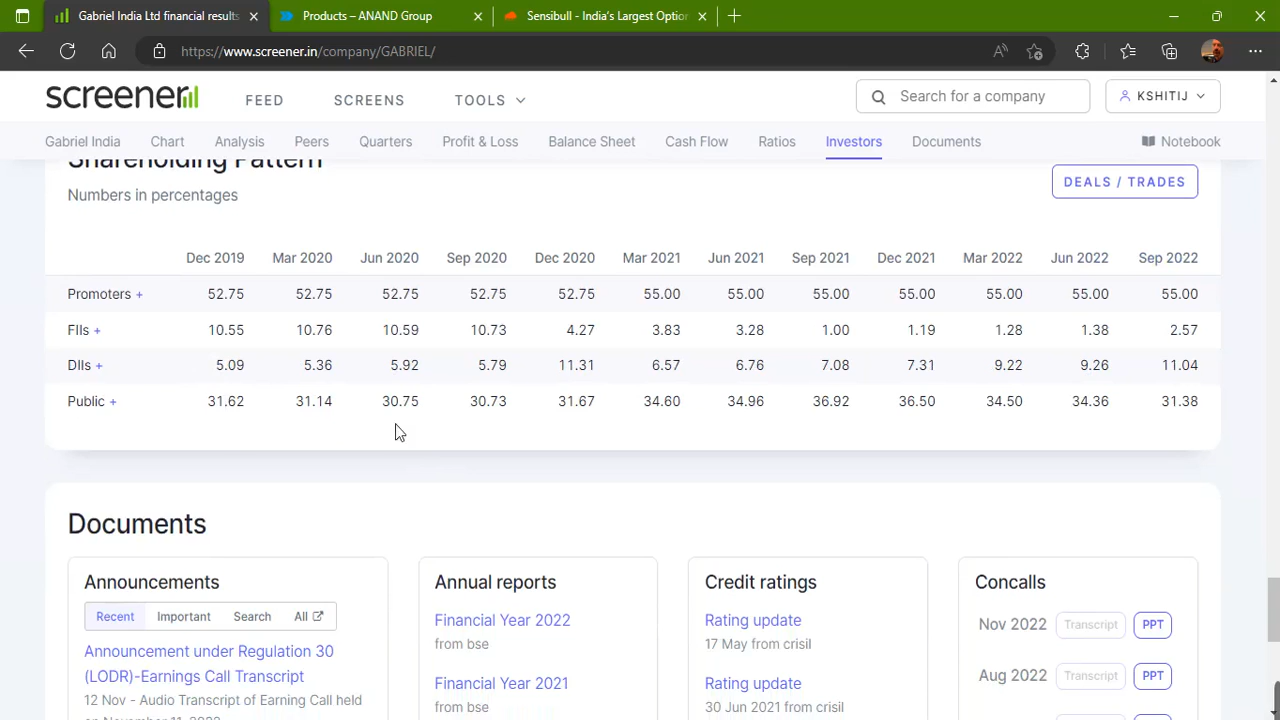 Gabriel India Ltd financial results
Products – ANAND Group
Sensibull - India's Largest Option
https://www.screener.in/company/GABRIEL/
screener
FEED
SCREENS
TOOLS
Search for a company
KSHITIJ
Gabriel India
Chart
Analysis
Peers
Quarters
Profit & Loss
Balance Sheet
Cash Flow
Ratios
Investors
Documents
Notebook
Shareholding Pattern
Numbers in percentages
DEALS / TRADES
Dec 2019 Mar 2020 Jun 2020 Sep 2020 Dec 2020 Mar 2021 Jun 2021 Sep 2021 Dec 2021 Mar 2022 Jun 2022 Sep 2022
Promoters + 52.75 52.75 52.75 52.75 52.75 55.00 55.00 55.00 55.00 55.00 55.00 55.00
FIIs + 10.55 10.76 10.59 10.73 4.27 3.83 3.28 1.00 1.19 1.28 1.38 2.57
DIIs + 5.09 5.36 5.92 5.79 11.31 6.57 6.76 7.08 7.31 9.22 9.26 11.04
Public + 31.62 31.14 30.75 30.73 31.67 34.60 34.96 36.92 36.50 34.50 34.36 31.38
Documents
Announcements
Recent Important Search All
Announcement under Regulation 30
(LODR)-Earnings Call Transcript
12 Nov - Audio Transcript of Earning Call held
on November 11, 2022
Annual reports
Financial Year 2022
from bse
Financial Year 2021
from bse
Credit ratings
Rating update
17 May from crisil
Rating update
30 Jun 2021 from crisil
Concalls
Nov 2022 Transcript PPT
Aug 2022 Transcript PPT